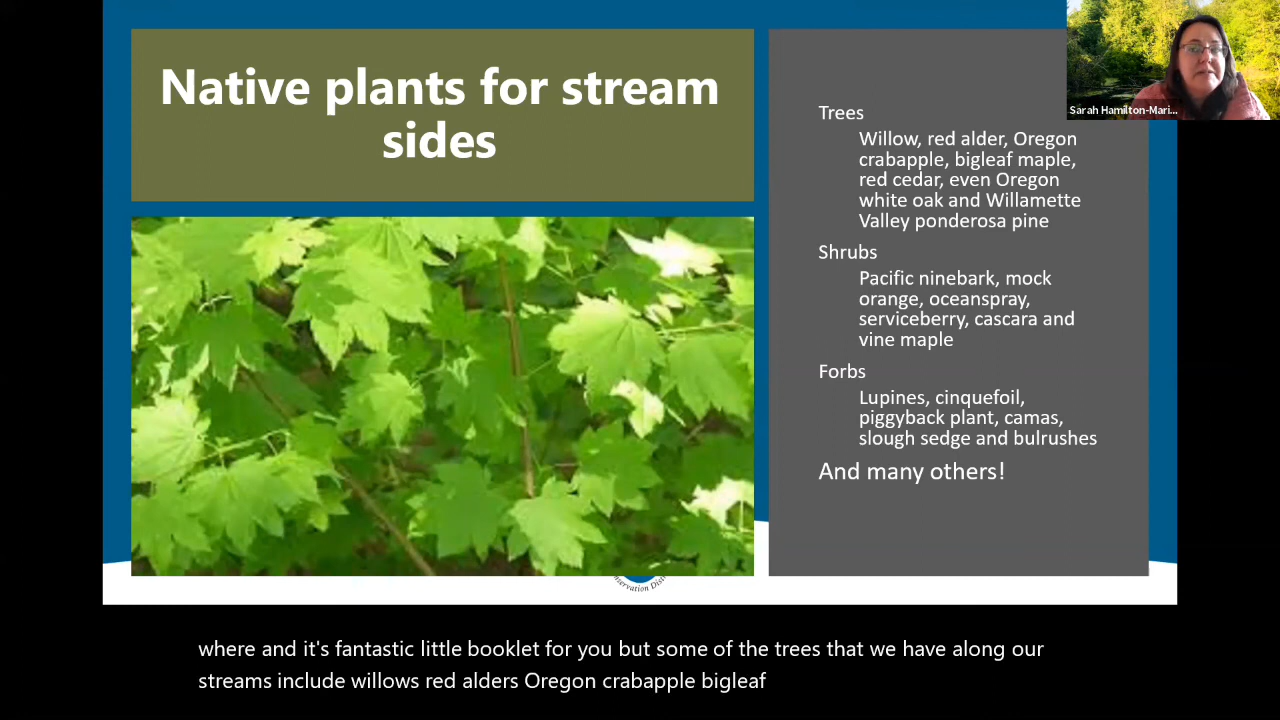 Native plants for stream
sides
Sarah Hamilton-Mari...
Trees
Willow, red alder, Oregon
crabapple, bigleaf maple,
red cedar, even Oregon
white oak and Willamette
Valley ponderosa pine
Shrubs
Pacific ninebark, mock
orange, oceanspray,
serviceberry, cascara and
vine maple
Forbs
Lupines, cinquefoil,
piggyback plant, camas,
slough sedge and bulrushes
And many others!
where and it's fantastic little booklet for you but some of the trees that we have along our
streams include willows red alders Oregon crabapple bigleaf